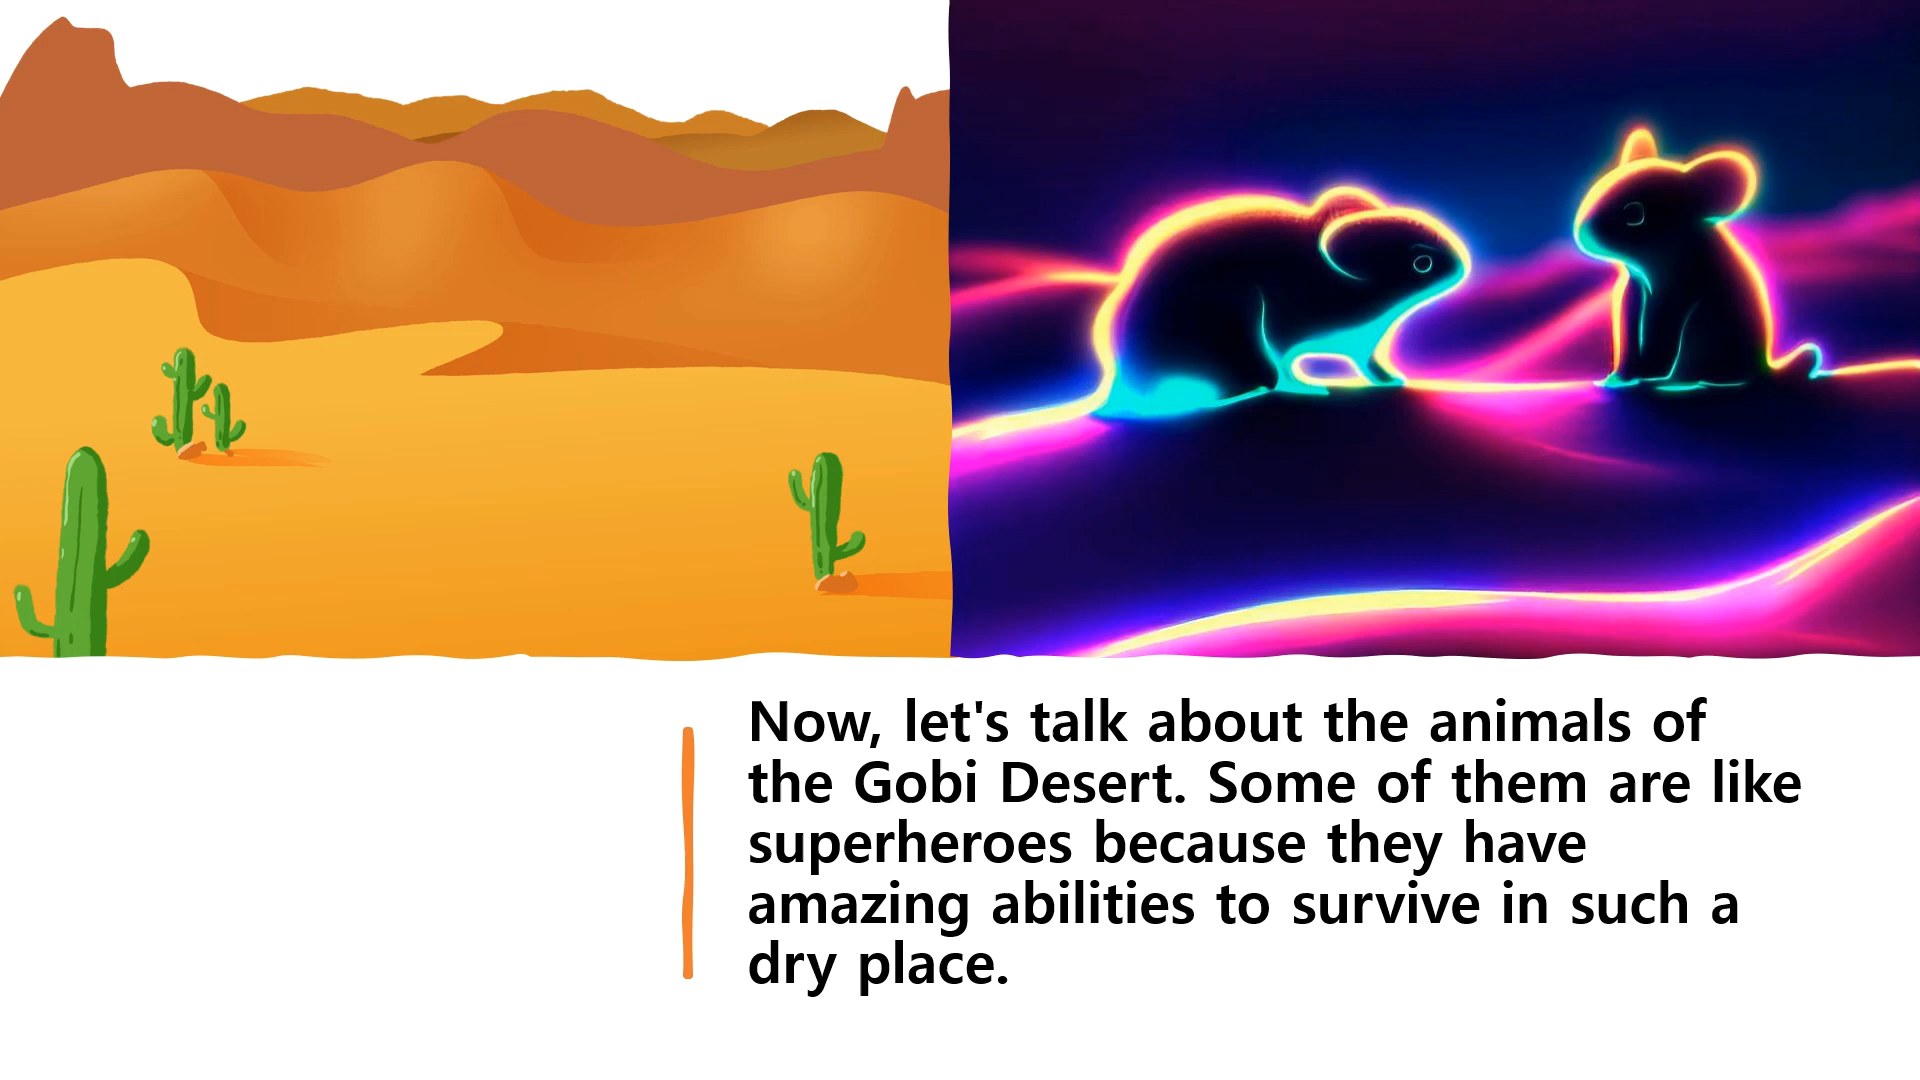 Now, let's talk about the animals of
the Gobi Desert. Some of them are like
superheroes because they have
amazing abilities to survive in such a
dry place.